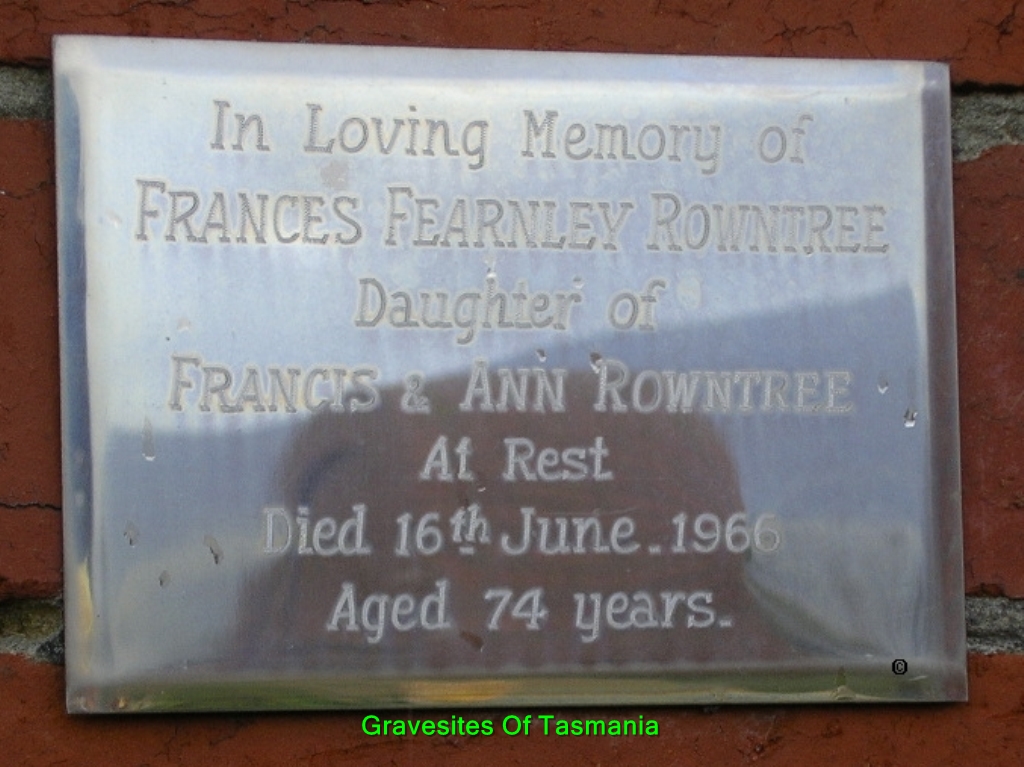 In Loving Memory of
FRANCES FEARNLEY ROWNTREE
Daughter of
FRANCIS & ANN ROWNTREE
At Rest
Died 16th June. 1966
Aged 74 years.
©
Gravesites Of Tasmania